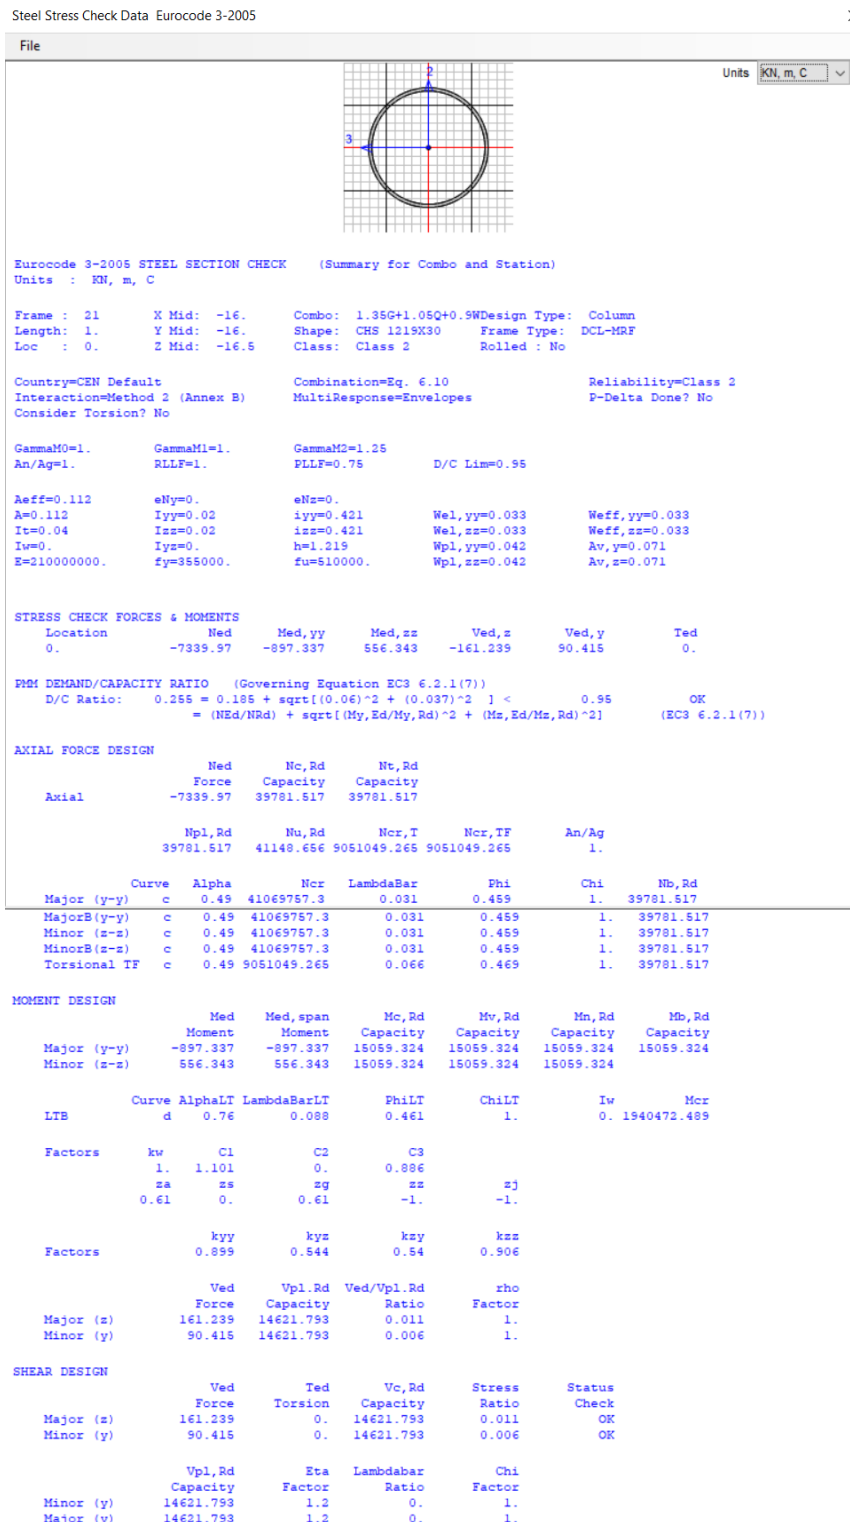 Steel Stress Check Data Eurocode 3-2005
File
Units KN, m, C
2
3
Eurocode 3-2005 STEEL SECTION CHECK (Summary for Combo and Station)
Units : KN, m, C
Frame : 21 X Mid: -16. Combo: 1.35G+1.05Q+0.9WDesign Type: Column
Length: 1. Y Mid: -16. Shape: CHS 1219X30 Frame Type: DCL-MRF
Loc : 0. Z Mid: -16.5 Class: Class 2 Rolled : No
Country=CEN Default Combination=Eq. 6.10 Reliability=Class 2
Interaction=Method 2 (Annex B) MultiResponse=Envelopes P-Delta Done? No
Consider Torsion? No
GammaM0=1. GammaM1=1. GammaM2=1.25
An/Ag=1. RLLF=1. PLLF=0.75 D/C Lim=0.95
Aeff=0.112 eNy=0. eNz=0.
A=0.112 Iyy=0.02 iyy=0.421 Wel,yy=0.033 Weff,yy=0.033
It=0.04 Izz=0.02 izz=0.421 Wel,zz=0.033 Weff,zz=0.033
Iw=0. Iyz=0. h=1.219 Wpl,yy=0.042 Av,y=0.071
E=210000000. fy=355000. fu=510000. Wpl,zz=0.042 Av,z=0.071
STRESS CHECK FORCES & MOMENTS
Location Ned Med,yy Med,zz Ved,z Ved,y Ted
0. -7339.97 -897.337 556.343 -161.239 90.415 0.
PMM DEMAND/CAPACITY RATIO (Governing Equation EC3 6.2.1(7))
D/C Ratio: 0.255 = 0.185 + sqrt[(0.06)^2 + (0.037)^2 ] < 0.95 OK
= (NEd/NRd) + sqrt[(My,Ed/My,Rd)^2 + (Mz,Ed/Mz,Rd)^2] (EC3 6.2.1(7))
AXIAL FORCE DESIGN
Ned Nc,Rd Nt,Rd
Force Capacity Capacity
Axial -7339.97 39781.517 39781.517
Npl,Rd Nu,Rd Ncr,T Ncr,TF An/Ag
39781.517 41148.656 9051049.265 9051049.265 1.
Curve Alpha Ncr LambdaBar Phi Chi Nb,Rd
Major (y-y) c 0.49 41069757.3 0.031 0.459 1. 39781.517
MajorB(y-y) c 0.49 41069757.3 0.031 0.459 1. 39781.517
Minor (z-z) c 0.49 41069757.3 0.031 0.459 1. 39781.517
MinorB(z-z) c 0.49 41069757.3 0.031 0.459 1. 39781.517
Torsional TF c 0.49 9051049.265 0.066 0.469 1. 39781.517
MOMENT DESIGN
Med Med,span Mc,Rd Mv,Rd Mn,Rd Mb,Rd
Moment Moment Capacity Capacity Capacity Capacity
Major (y-y) -897.337 -897.337 15059.324 15059.324 15059.324 15059.324
Minor (z-z) 556.343 556.343 15059.324 15059.324 15059.324
Curve AlphaLT LambdaBarLT PhiLT ChiLT Iw Mcr
LTB d 0.76 0.088 0.461 1. 0. 1940472.489
Factors kw C1 C2 C3
1. 1.101 0. 0.886
za zs zg zz zj
0.61 0. 0.61 -1. -1.
kyy kyz kzy kzz
Factors 0.899 0.544 0.54 0.906
Ved Vpl.Rd Ved/Vpl.Rd rho
Force Capacity Ratio Factor
Major (z) 161.239 14621.793 0.011 1.
Minor (y) 90.415 14621.793 0.006 1.
SHEAR DESIGN
Ved Ted Vc,Rd Stress Status
Force Torsion Capacity Ratio Check
Major (z) 161.239 0. 14621.793 0.011 OK
Minor (y) 90.415 0. 14621.793 0.006 OK
Vpl,Rd Eta Lambdabar Chi
Capacity Factor Ratio Factor
Minor (y) 14621.793 1.2 0. 1.
Major (y) 14621.793 1.2 0. 1.